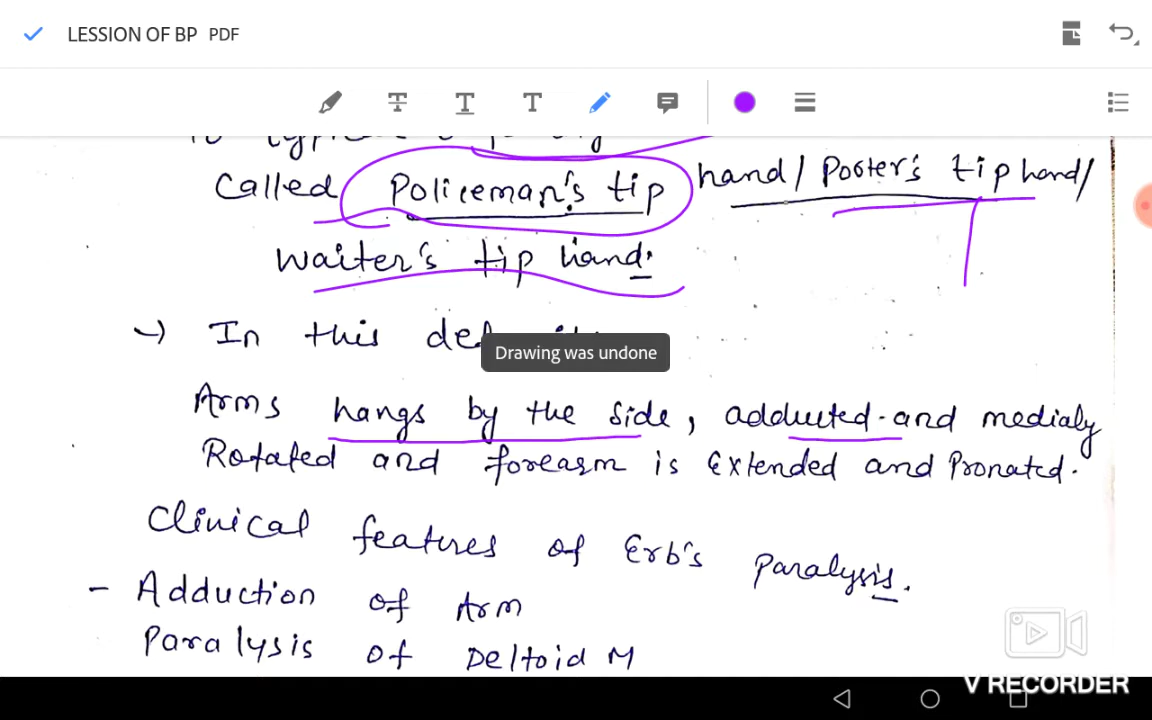 LESSION OF BP PDF
called Policeman's tip hand / Poster's tip hand /
waiter's tip hand.
→ In this
Drawing was undone
Arms hangs by the side, adducted and medialy
Rotated and forearm is Extended and Pronated.
Clinical features of Erb's Paralysis.
- Adduction of Arm
Paralysis of Deltoid M
V RECORDER